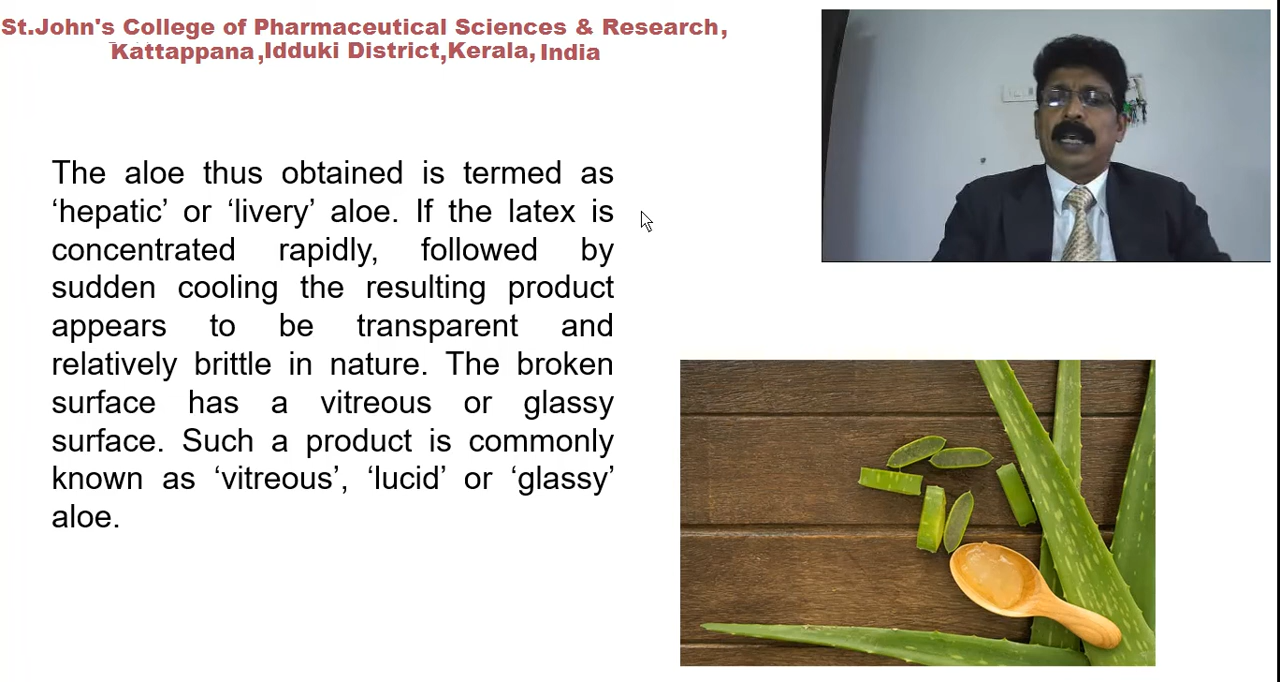 St.John's College of Pharmaceutical Sciences & Research,
Kattappana,Idduki District,Kerala, India
The aloe thus obtained is termed as
‘hepatic’ or ‘livery’ aloe. If the latex is
concentrated rapidly, followed by
sudden cooling the resulting product
appears to be transparent and
relatively brittle in nature. The broken
surface has a vitreous or glassy
surface. Such a product is commonly
known as ‘vitreous’, ‘lucid’ or ‘glassy’
aloe.